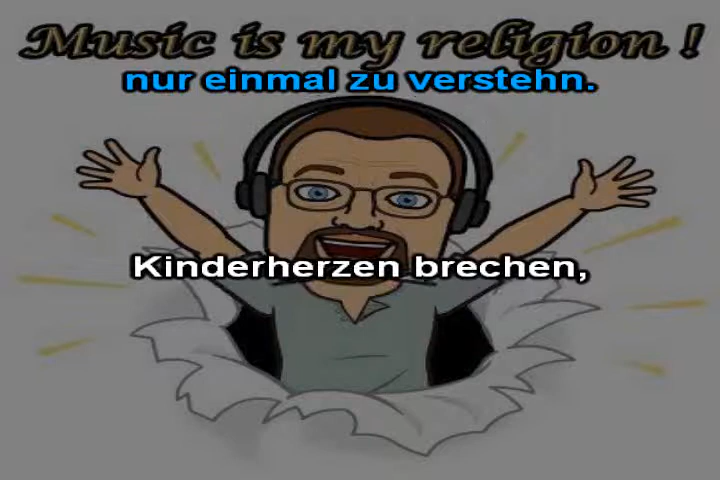 Music is my religion !
nur einmal zu verstehn.
Kinderherzen brechen,